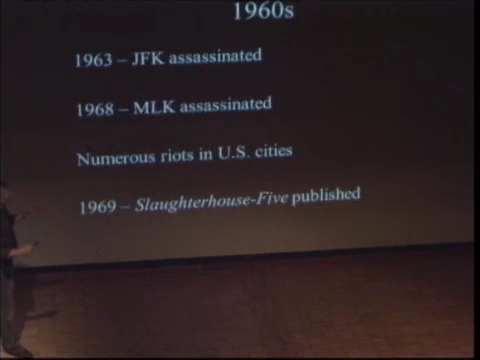 1960s
1963 – JFK assassinated
1968 – MLK assassinated
Numerous riots in U.S. cities
1969 – Slaughterhouse-Five published